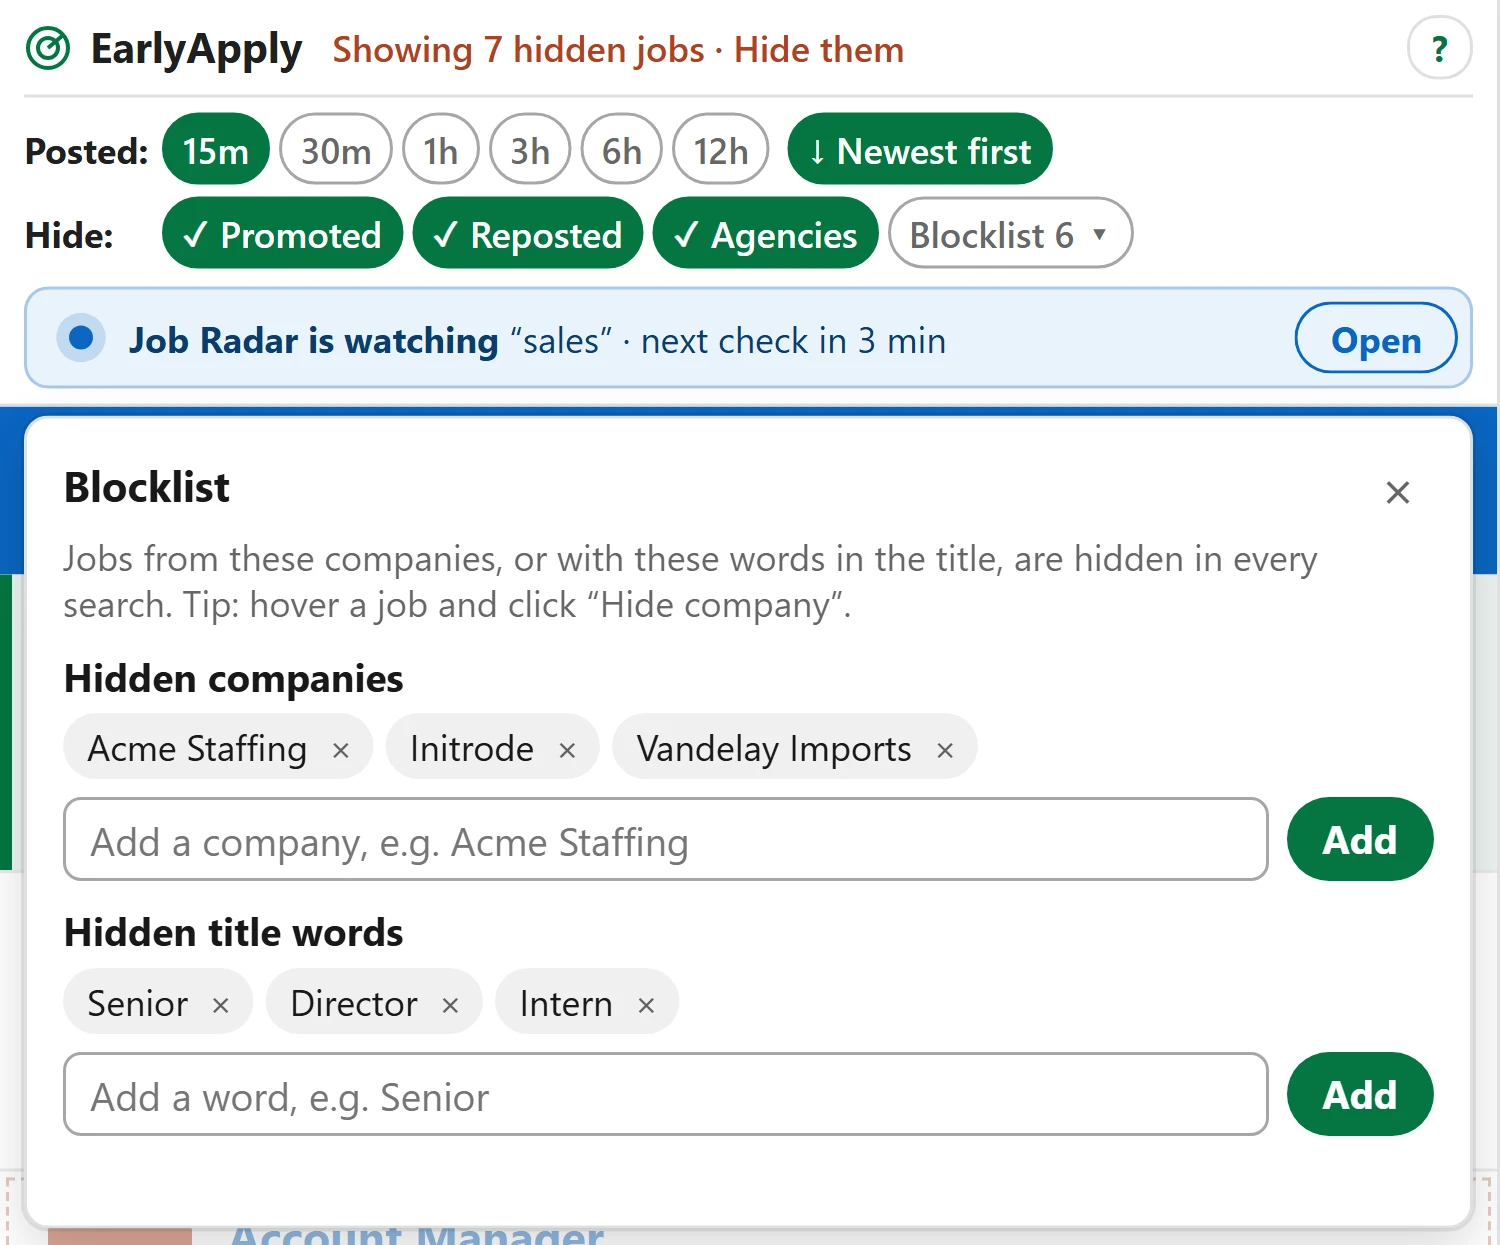 EarlyApply Showing 7 hidden jobs · Hide them ?
Posted: 15m 30m 1h 3h 6h 12h ↓ Newest first
Hide: ✓ Promoted ✓ Reposted ✓ Agencies Blocklist 6 ▼
Job Radar is watching “sales” · next check in 3 min Open
Blocklist ×
Jobs from these companies, or with these words in the title, are hidden in every
search. Tip: hover a job and click “Hide company”.
Hidden companies
Acme Staffing × Initrode × Vandelay Imports ×
Add a company, e.g. Acme Staffing Add
Hidden title words
Senior × Director × Intern ×
Add a word, e.g. Senior Add
Account Manager